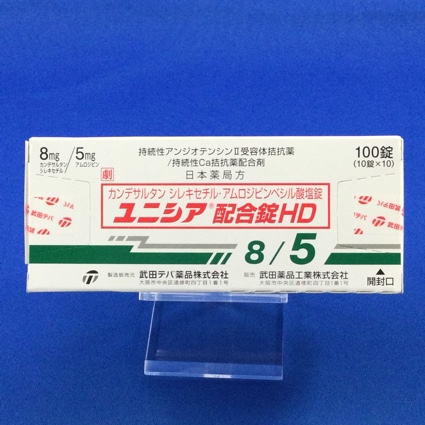 8mg/5mg
カンデサルタン シレキセチル アムロジピン
持続性アンジオテンシンⅡ受容体拮抗薬
/持続性Ca拮抗薬配合剤
日本薬局方
100錠
(10錠×10)
劇
カンデサルタン シレキセチル・アムロジピンベシル酸塩錠
ユニシア®配合錠HD
8/5
武田テバ
武田テバ
製造販売元 武田テバ薬品株式会社
大阪市中央区道修町四丁目1番1号
販売 武田薬品工業株式会社
大阪市中央区道修町四丁目1番1号
開封口